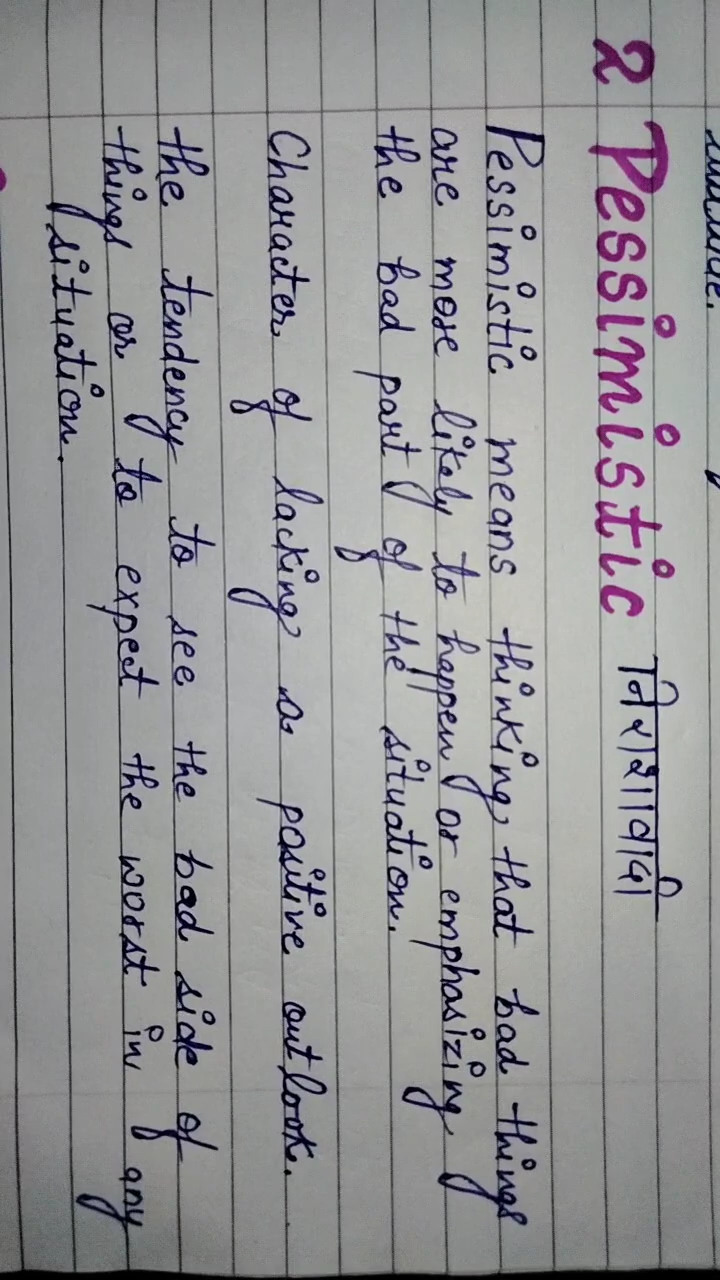 2 Pessimistic निराशावादी
Pessimistic means thinking that bad things
are more likely to happen or emphasizing
the bad part of the situation.
Character of lacking a positive outlook.
the tendency to see the bad side of
things or to expect the worst in any
situation.